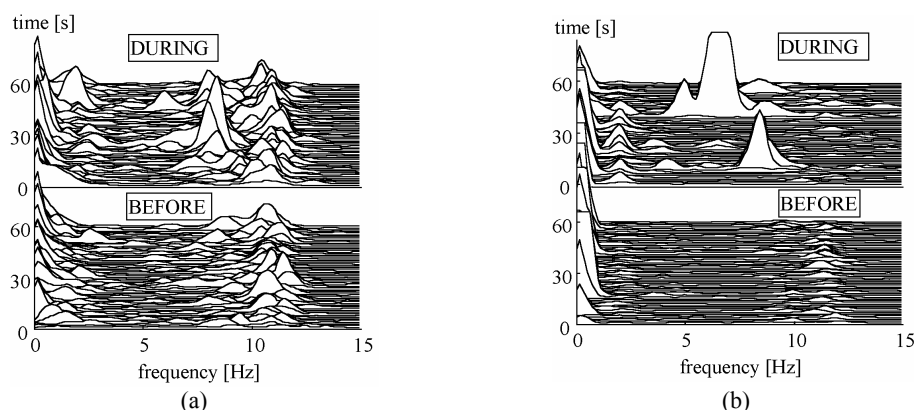 time [s]
DURING
60
30
0
BEFORE
60
30
0
0 5 10 15
frequency [Hz]
(a)
time [s]
DURING
60
30
0
BEFORE
60
30
0
0 5 10 15
frequency [Hz]
(b)